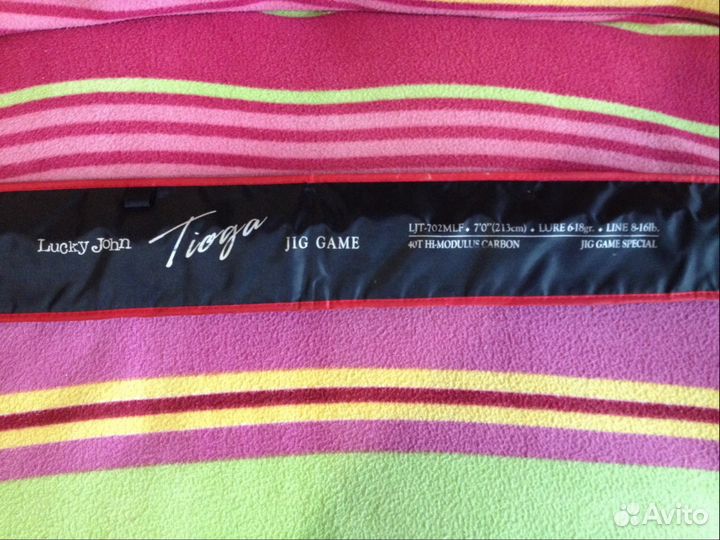 Lucky John Tioga JIG GAME
LJT-702MLF • 7'0"(213cm) • LURE 6-18gr. • LINE 8-16lb.
40T HI-MODULUS CARBON JIG GAME SPECIAL
Avito